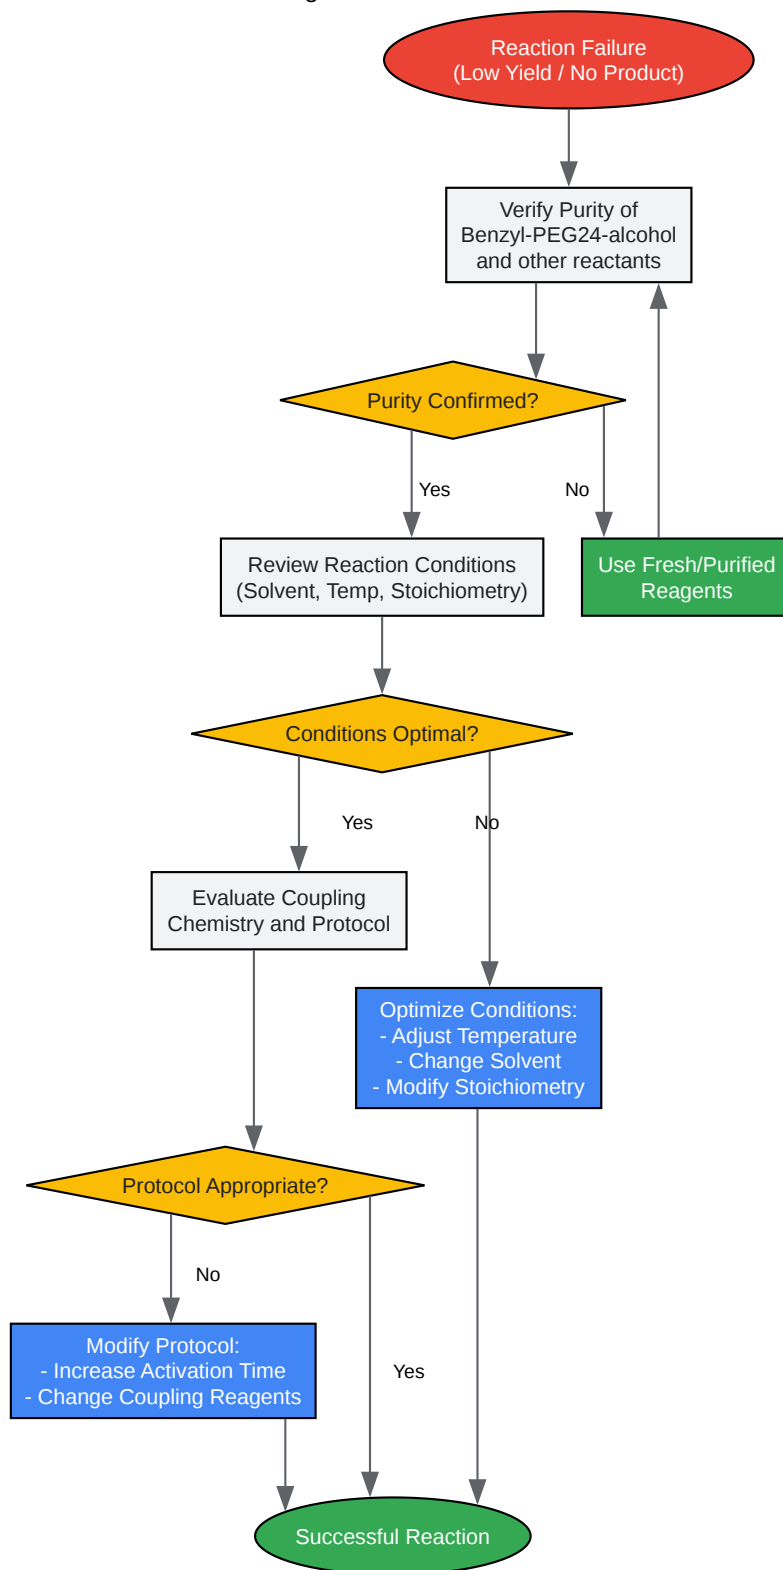 Reaction Failure
(Low Yield / No Product)
Verify Purity of
Benzyl-PEG24-alcohol
and other reactants
Purity Confirmed?
Yes
No
Review Reaction Conditions
(Solvent, Temp, Stoichiometry)
Use Fresh/Purified
Reagents
Conditions Optimal?
Yes
No
Evaluate Coupling
Chemistry and Protocol
Optimize Conditions:
- Adjust Temperature
- Change Solvent
- Modify Stoichiometry
Protocol Appropriate?
No
Yes
Modify Protocol:
- Increase Activation Time
- Change Coupling Reagents
Successful Reaction